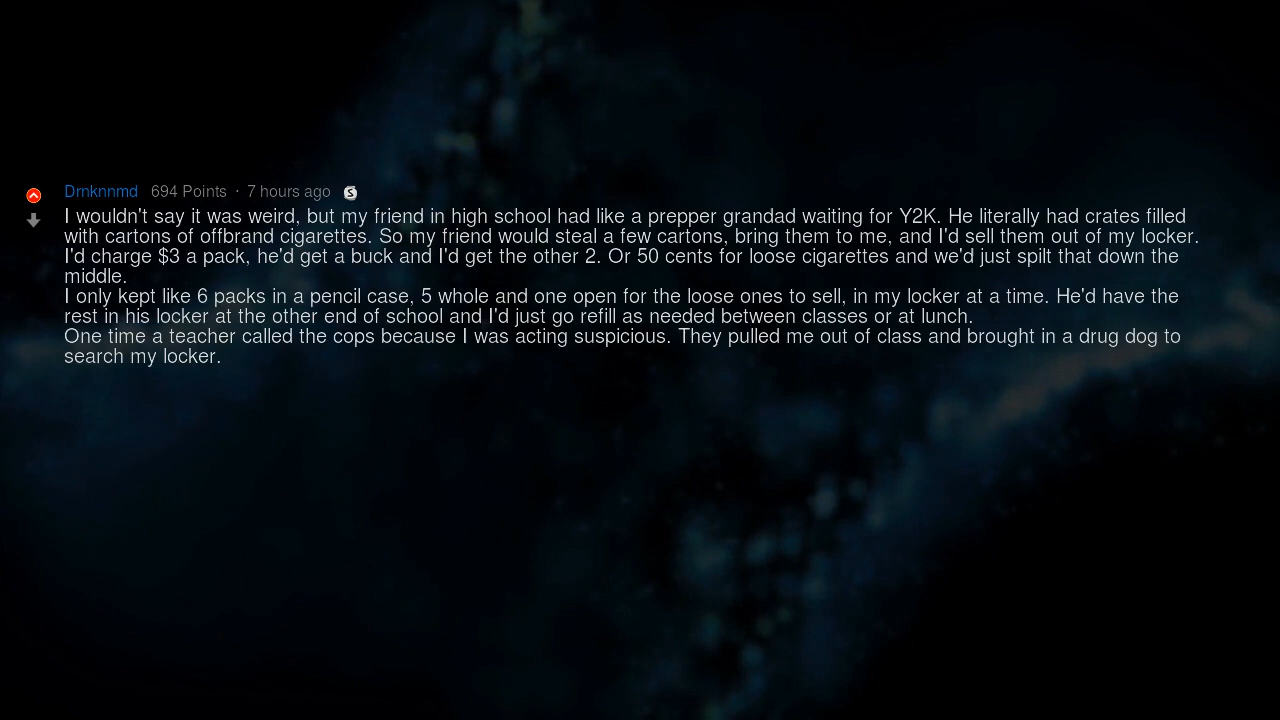 Drnknnmd 694 Points · 7 hours ago
I wouldn't say it was weird, but my friend in high school had like a prepper grandad waiting for Y2K. He literally had crates filled
with cartons of offbrand cigarettes. So my friend would steal a few cartons, bring them to me, and I'd sell them out of my locker.
I'd charge $3 a pack, he'd get a buck and I'd get the other 2. Or 50 cents for loose cigarettes and we'd just spilt that down the
middle.
I only kept like 6 packs in a pencil case, 5 whole and one open for the loose ones to sell, in my locker at a time. He'd have the
rest in his locker at the other end of school and I'd just go refill as needed between classes or at lunch.
One time a teacher called the cops because I was acting suspicious. They pulled me out of class and brought in a drug dog to
search my locker.